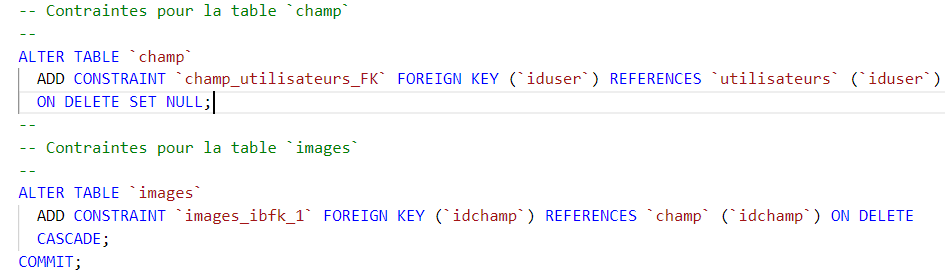 -- Contraintes pour la table `champ`
--
ALTER TABLE `champ`
ADD CONSTRAINT `champ_utilisateurs_FK` FOREIGN KEY (`iduser`) REFERENCES `utilisateurs` (`iduser`)
ON DELETE SET NULL;
--
-- Contraintes pour la table `images`
--
ALTER TABLE `images`
ADD CONSTRAINT `images_ibfk_1` FOREIGN KEY (`idchamp`) REFERENCES `champ` (`idchamp`) ON DELETE
CASCADE;
COMMIT;